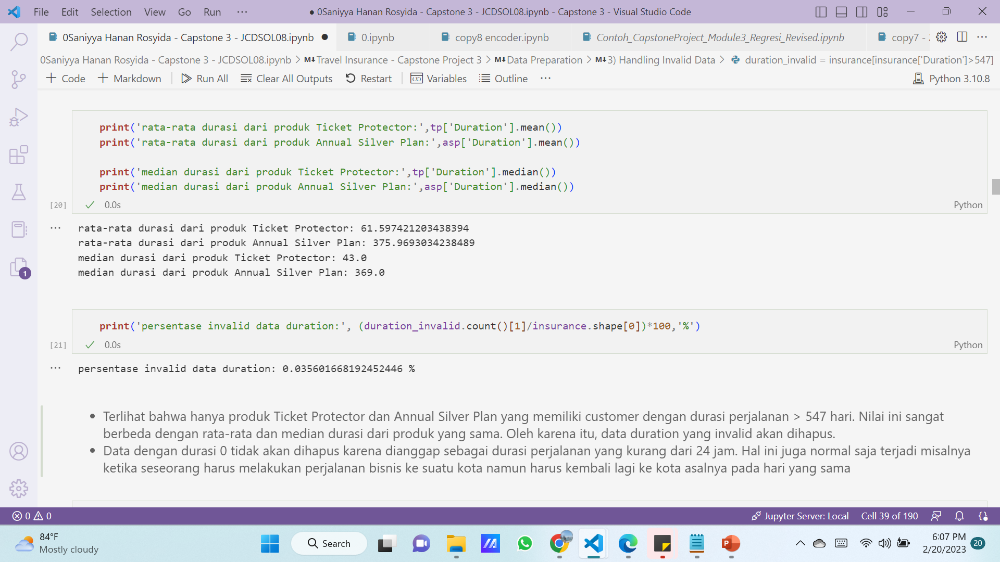 File Edit Selection View Go Run ··· ● 0Saniyya Hanan Rosyida - Capstone 3 - JCDSOL08.ipynb - Capstone 3 - Visual Studio Code
0Saniyya Hanan Rosyida - Capstone 3 - JCDSOL08.ipynb ● 0.ipynb copy8 encoder.ipynb Contoh_CapstoneProject_Module3_Regresi_Revised.ipynb copy7 -
0Saniyya Hanan Rosyida - Capstone 3 - JCDSOL08.ipynb > M↓Travel Insurance - Capstone Project 3 > M↓Data Preparation > M↓3) Handling Invalid Data > duration_invalid = insurance[insurance['Duration']>547]
+ Code + Markdown Run All Clear All Outputs Restart Variables Outline ··· Python 3.10.8
print('rata-rata durasi dari produk Ticket Protector:',tp['Duration'].mean())
print('rata-rata durasi dari produk Annual Silver Plan:',asp['Duration'].mean())
print('median durasi dari produk Ticket Protector:',tp['Duration'].median())
print('median durasi dari produk Annual Silver Plan:',asp['Duration'].median())
[20] ✓ 0.0s Python
rata-rata durasi dari produk Ticket Protector: 61.597421203438394
rata-rata durasi dari produk Annual Silver Plan: 375.9693034238489
median durasi dari produk Ticket Protector: 43.0
median durasi dari produk Annual Silver Plan: 369.0
1
print('persentase invalid data duration:', (duration_invalid.count()[1]/insurance.shape[0])*100,'%')
[21] ✓ 0.0s Python
persentase invalid data duration: 0.035601668192452446 %
• Terlihat bahwa hanya produk Ticket Protector dan Annual Silver Plan yang memiliki customer dengan durasi perjalanan > 547 hari. Nilai ini sangat
berbeda dengan rata-rata dan median durasi dari produk yang sama. Oleh karena itu, data duration yang invalid akan dihapus.
• Data dengan durasi 0 tidak akan dihapus karena dianggap sebagai durasi perjalanan yang kurang dari 24 jam. Hal ini juga normal saja terjadi misalnya
ketika seseorang harus melakukan perjalanan bisnis ke suatu kota namun harus kembali lagi ke kota asalnya pada hari yang sama
0 0 Jupyter Server: Local Cell 39 of 190
84°F
Mostly cloudy
Search
6:07 PM
2/20/2023
20